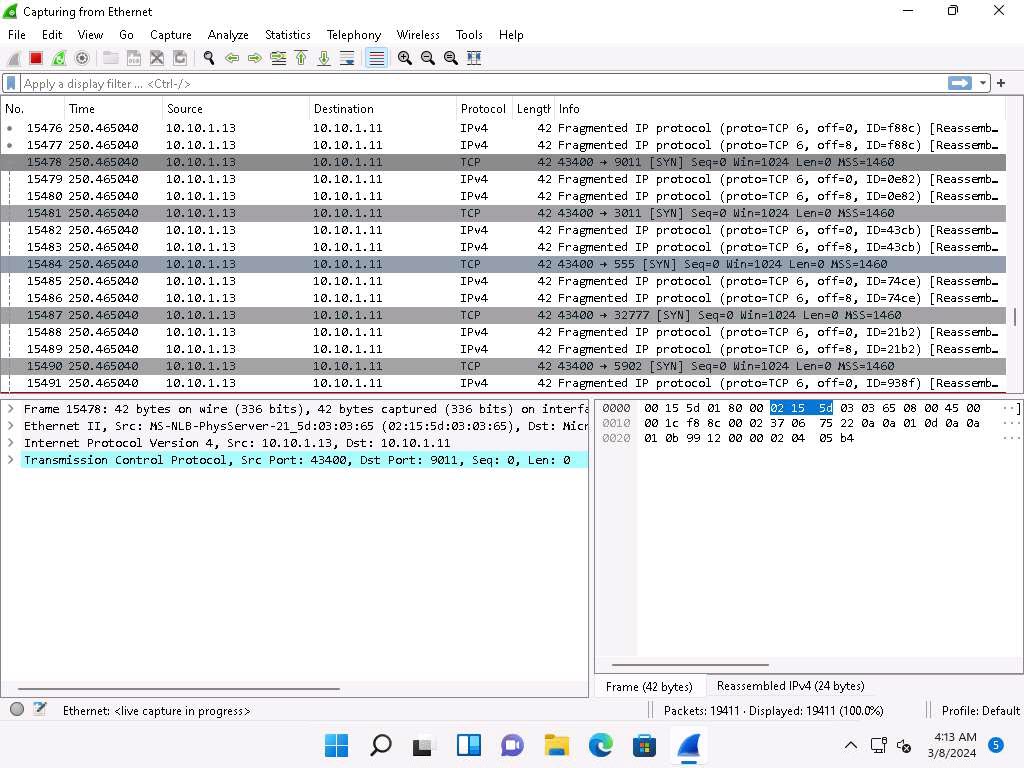 Capturing from Ethernet
File Edit View Go Capture Analyze Statistics Telephony Wireless Tools Help
Apply a display filter ... <Ctrl-/>
No. Time Source Destination Protocol Length Info
15476 250.465040 10.10.1.13 10.10.1.11 IPv4 42 Fragmented IP protocol (proto=TCP 6, off=0, ID=f88c) [Reassemb…
15477 250.465040 10.10.1.13 10.10.1.11 IPv4 42 Fragmented IP protocol (proto=TCP 6, off=8, ID=f88c) [Reassemb…
15478 250.465040 10.10.1.13 10.10.1.11 TCP 42 43400 → 9011 [SYN] Seq=0 Win=1024 Len=0 MSS=1460
15479 250.465040 10.10.1.13 10.10.1.11 IPv4 42 Fragmented IP protocol (proto=TCP 6, off=0, ID=0e82) [Reassemb…
15480 250.465040 10.10.1.13 10.10.1.11 IPv4 42 Fragmented IP protocol (proto=TCP 6, off=8, ID=0e82) [Reassemb…
15481 250.465040 10.10.1.13 10.10.1.11 TCP 42 43400 → 3011 [SYN] Seq=0 Win=1024 Len=0 MSS=1460
15482 250.465040 10.10.1.13 10.10.1.11 IPv4 42 Fragmented IP protocol (proto=TCP 6, off=0, ID=43cb) [Reassemb…
15483 250.465040 10.10.1.13 10.10.1.11 IPv4 42 Fragmented IP protocol (proto=TCP 6, off=8, ID=43cb) [Reassemb…
15484 250.465040 10.10.1.13 10.10.1.11 TCP 42 43400 → 555 [SYN] Seq=0 Win=1024 Len=0 MSS=1460
15485 250.465040 10.10.1.13 10.10.1.11 IPv4 42 Fragmented IP protocol (proto=TCP 6, off=0, ID=74ce) [Reassemb…
15486 250.465040 10.10.1.13 10.10.1.11 IPv4 42 Fragmented IP protocol (proto=TCP 6, off=8, ID=74ce) [Reassemb…
15487 250.465040 10.10.1.13 10.10.1.11 TCP 42 43400 → 32777 [SYN] Seq=0 Win=1024 Len=0 MSS=1460
15488 250.465040 10.10.1.13 10.10.1.11 IPv4 42 Fragmented IP protocol (proto=TCP 6, off=0, ID=21b2) [Reassemb…
15489 250.465040 10.10.1.13 10.10.1.11 IPv4 42 Fragmented IP protocol (proto=TCP 6, off=8, ID=21b2) [Reassemb…
15490 250.465040 10.10.1.13 10.10.1.11 TCP 42 43400 → 5902 [SYN] Seq=0 Win=1024 Len=0 MSS=1460
15491 250.465040 10.10.1.13 10.10.1.11 IPv4 42 Fragmented IP protocol (proto=TCP 6, off=0, ID=938f) [Reassemb…
Frame 15478: 42 bytes on wire (336 bits), 42 bytes captured (336 bits) on interfa
Ethernet II, Src: MS-NLB-PhysServer-21_5d:03:03:65 (02:15:5d:03:03:65), Dst: Micr
Internet Protocol Version 4, Src: 10.10.1.13, Dst: 10.10.1.11
Transmission Control Protocol, Src Port: 43400, Dst Port: 9011, Seq: 0, Len: 0
0000 00 15 5d 01 80 00 02 15 5d 03 03 65 08 00 45 00 ··]
0010 00 1c f8 8c 00 02 37 06 75 22 0a 0a 01 0d 0a 0a ···
0020 01 0b 99 12 00 00 02 04 05 b4 ···
Frame (42 bytes) Reassembled IPv4 (24 bytes)
Ethernet: <live capture in progress> Packets: 19411 · Displayed: 19411 (100.0%) Profile: Default
4:13 AM
3/8/2024
5